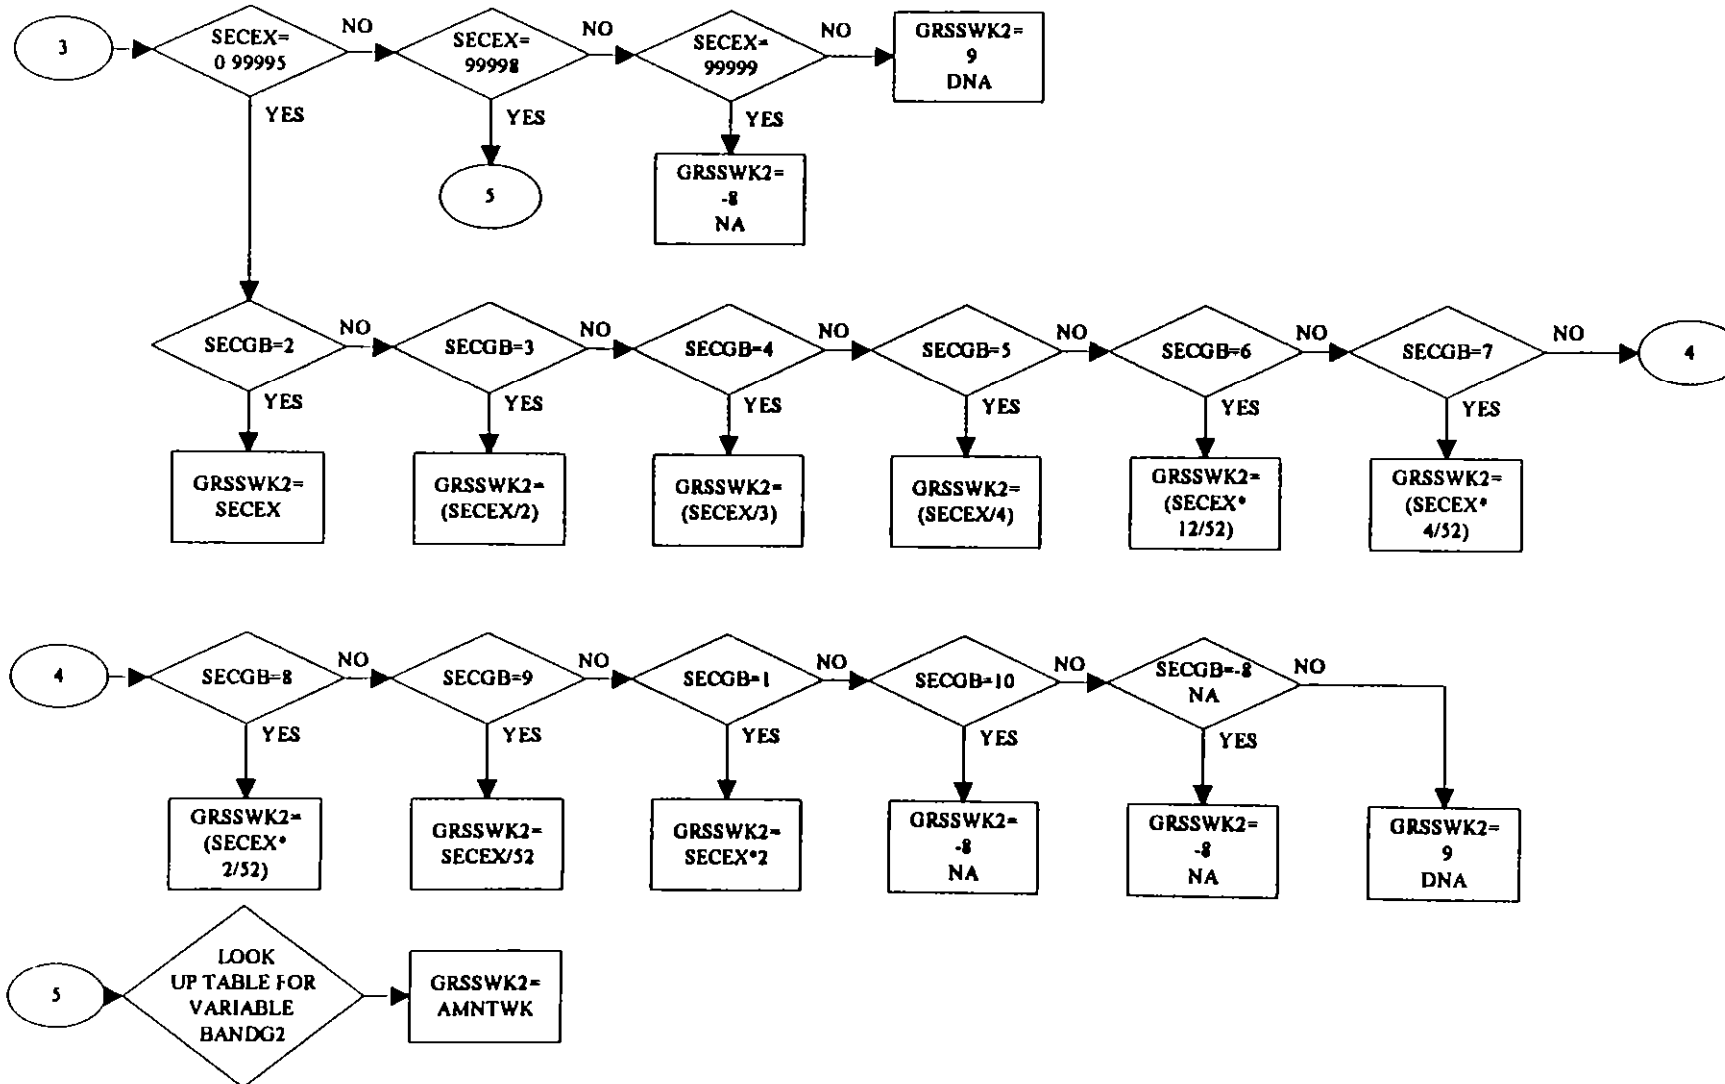 3
SECEX=
0 99995
NO
SECEX=
99998
NO
SECEX=
99999
NO
GRSSWK2=
9
DNA
YES
YES
YES
5
GRSSWK2=
-8
NA
SECGB=2
NO
SECGB=3
NO
SECGB=4
NO
SECGB=5
NO
SECGB=6
NO
SECGB=7
NO
4
YES
YES
YES
YES
YES
YES
GRSSWK2=
SECEX
GRSSWK2=
(SECEX/2)
GRSSWK2=
(SECEX/3)
GRSSWK2=
(SECEX/4)
GRSSWK2=
(SECEX*
12/52)
GRSSWK2=
(SECEX*
4/52)
4
SECGB=8
NO
SECGB=9
NO
SECGB=1
NO
SECGB=10
NO
SECGB=-8
NA
NO
YES
YES
YES
YES
YES
GRSSWK2=
(SECEX*
2/52)
GRSSWK2=
SECEX/52
GRSSWK2=
SECEX*2
GRSSWK2=
-8
NA
GRSSWK2=
-8
NA
GRSSWK2=
9
DNA
5
LOOK
UP TABLE FOR
VARIABLE
BANDG2
GRSSWK2=
AMNTWK